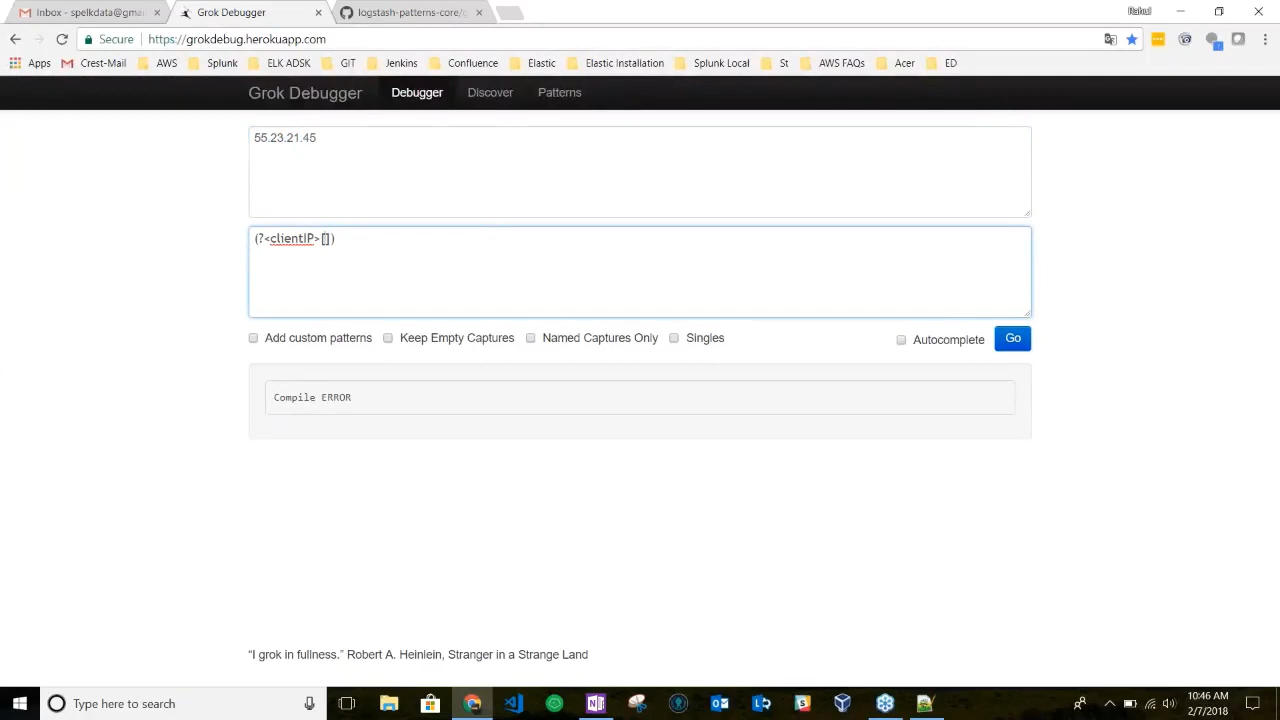 Inbox - spelkdata@gma
Grok Debugger
logstash-patterns-core/g
Rahul
Secure
https://grokdebug.herokuapp.com
Apps
Crest-Mail
AWS
Splunk
ELK ADSK
GIT
Jenkins
Confluence
Elastic
Elastic Installation
Splunk Local
ST
AWS FAQs
Acer
ED
Grok Debugger
Debugger
Discover
Patterns
55.23.21.45
(?<clientIP>[])
Add custom patterns
Keep Empty Captures
Named Captures Only
Singles
Autocomplete
Go
Compile ERROR
“I grok in fullness.” Robert A. Heinlein, Stranger in a Strange Land
Type here to search
10:46 AM
2/7/2018